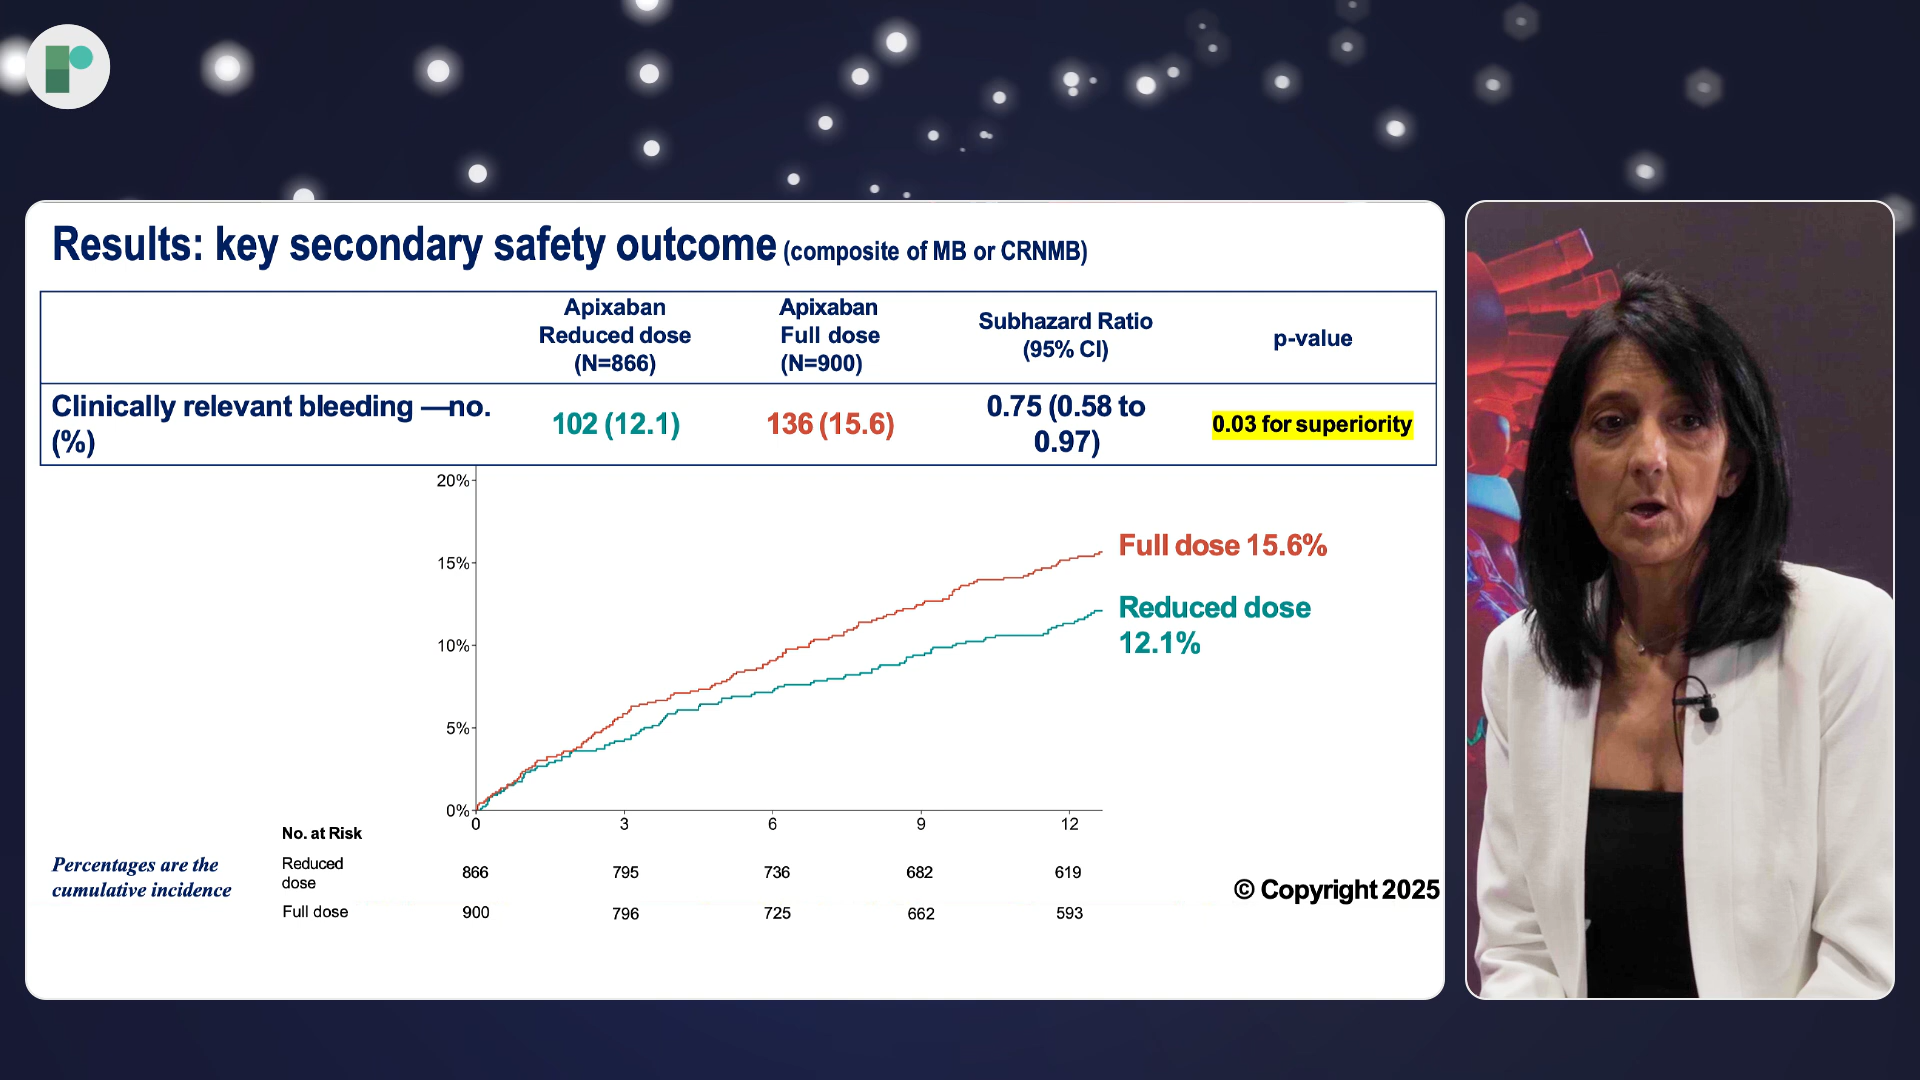 Results: key secondary safety outcome (composite of MB or CRNMB)
Apixaban
Reduced dose
(N=866)
Apixaban
Full dose
(N=900)
Subhazard Ratio
(95% CI)
p-value
Clinically relevant bleeding —no.
(%)
102 (12.1)
136 (15.6)
0.75 (0.58 to
0.97)
0.03 for superiority
20%
15%
10%
5%
0%
Full dose 15.6%
Reduced dose
12.1%
0 3 6 9 12
No. at Risk
Reduced
dose
866 795 736 682 619
Full dose 900 796 725 662 593
Percentages are the
cumulative incidence
© Copyright 2025